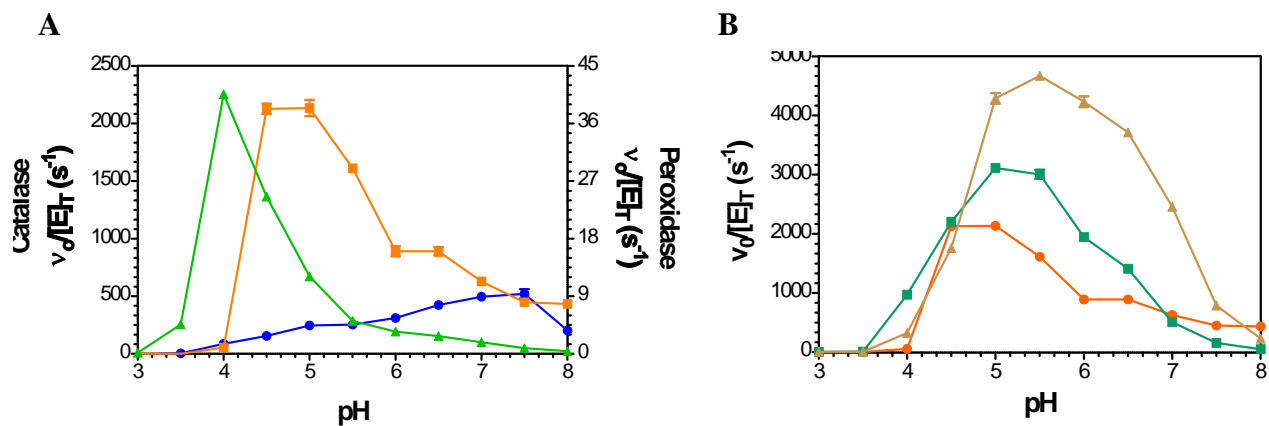 A
B
Catalase
ν₀/[E]T (s-1)
2500
2000
1500
1000
500
0
45
36
27
18
9
0
Peroxidase
ν₀/[E]T (s-1)
3 4 5 6 7 8
pH
v0/[E]T (s-1)
5000
4000
3000
2000
1000
0
3 4 5 6 7 8
pH